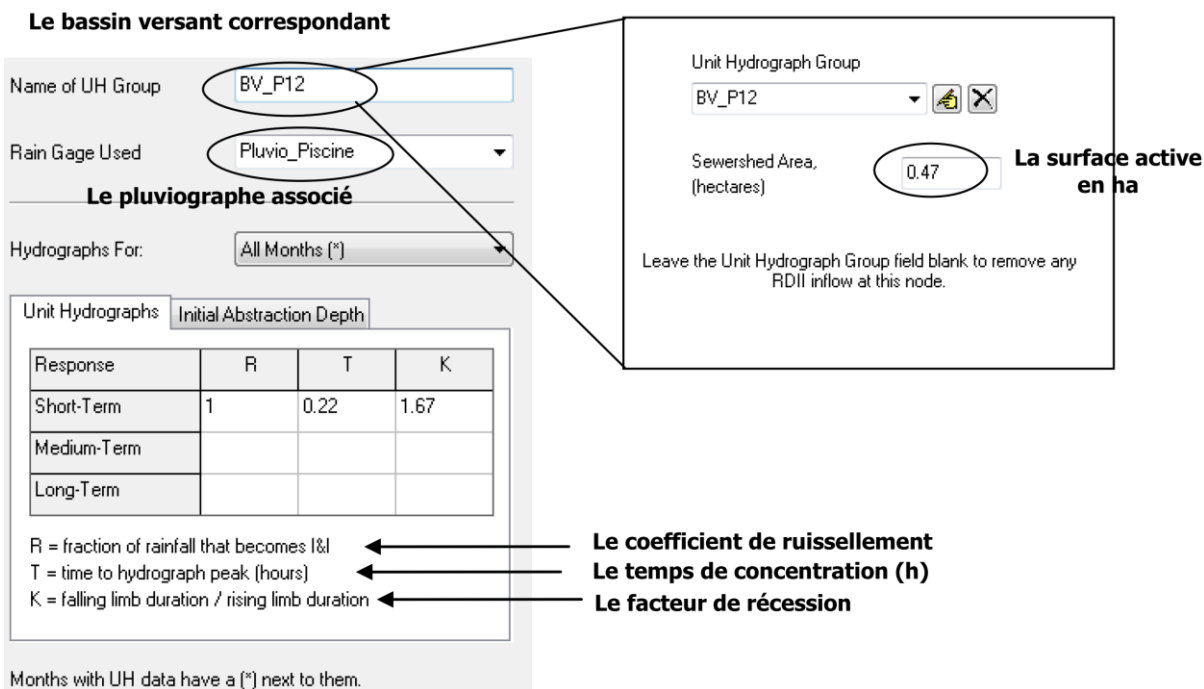 Le bassin versant correspondant
Name of UH Group BV_P12
Rain Gage Used Pluvio_Piscine
Le pluviographe associé
Hydrographs For: All Months (*)
Unit Hydrographs Initial Abstraction Depth
Response R T K
Short-Term 1 0.22 1.67
Medium-Term
Long-Term
R = fraction of rainfall that becomes I&I
T = time to hydrograph peak (hours)
K = falling limb duration / rising limb duration
Months with UH data have a (*) next to them.
Unit Hydrograph Group
BV_P12
Sewershed Area,
(hectares)
0.47
La surface active
en ha
Leave the Unit Hydrograph Group field blank to remove any
RDII inflow at this node.
Le coefficient de ruissellement
Le temps de concentration (h)
Le facteur de récession